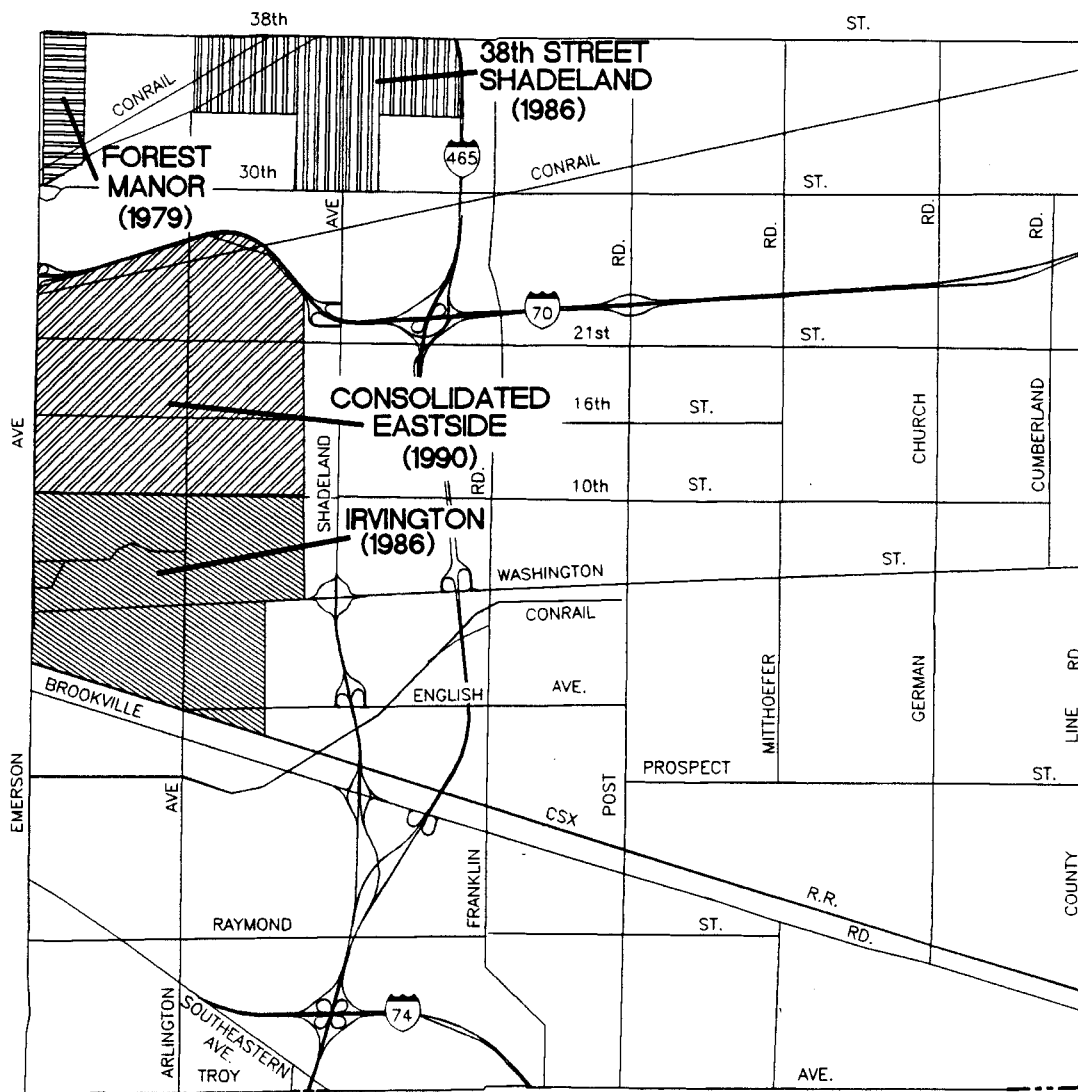 38th
ST.
CONRAIL
38th STREET
SHADELAND
(1986)
465
FOREST
MANOR
(1979)
30th
ST.
CONRAIL
AVE
RD.
RD.
RD.
RD.
70
21st
ST.
CONSOLIDATED
EASTSIDE
(1990)
16th
ST.
AVE
SHADELAND
RD.
CHURCH
CUMBERLAND
10th
ST.
IRVINGTON
(1986)
WASHINGTON
ST.
CONRAIL
BROOKVILLE
ENGLISH
AVE.
MITTHOEFER
GERMAN
LINE RD
PROSPECT
ST.
EMERSON
AVE
POST
CSX
FRANKLIN
R.R.
COUNTY
RAYMOND
ST.
RD.
ARLINGTON
SOUTHEASTERN
AVE.
74
TROY
AVE.